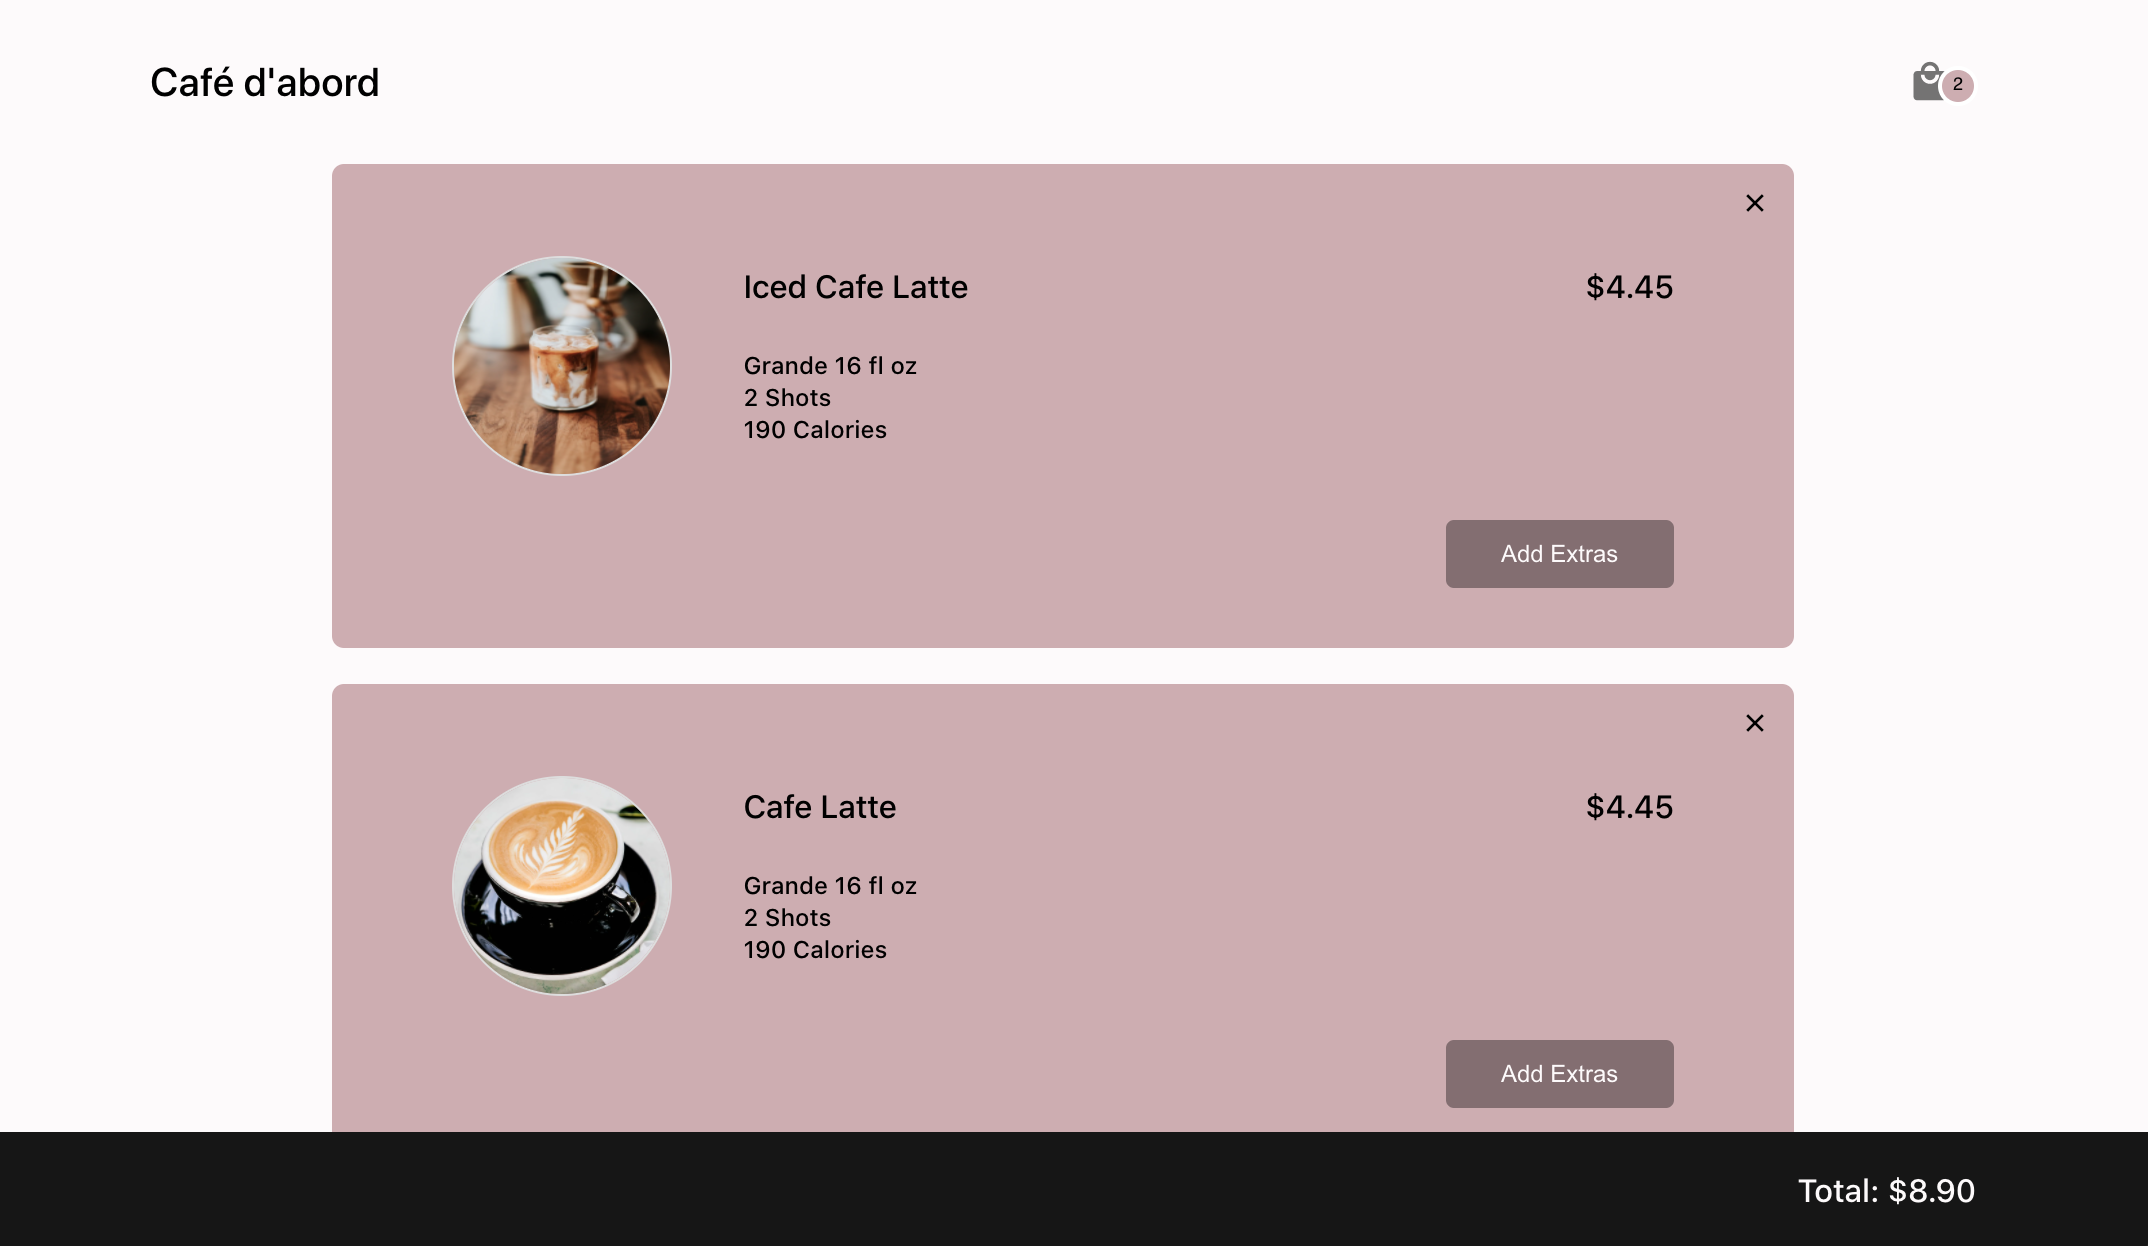 Café d'abord
2
Iced Cafe Latte
$4.45
Grande 16 fl oz
2 Shots
190 Calories
Add Extras
Cafe Latte
$4.45
Grande 16 fl oz
2 Shots
190 Calories
Add Extras
Total: $8.90